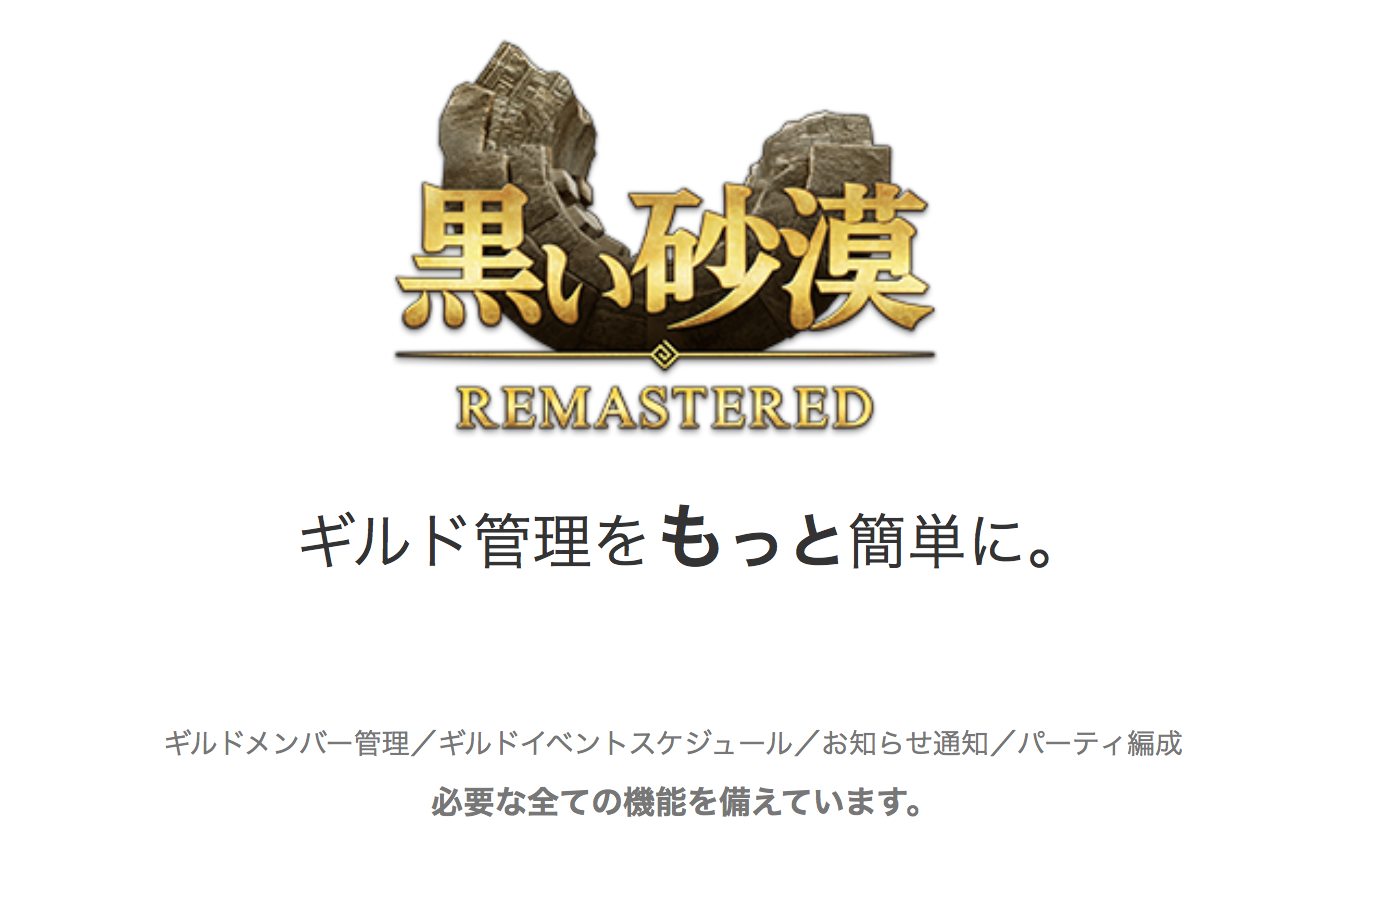 黒い砂漠
REMASTERED
ギルド管理をもっと簡単に。
ギルドメンバー管理／ギルドイベントスケジュール／お知らせ通知／パーティ編成
必要な全ての機能を備えています。